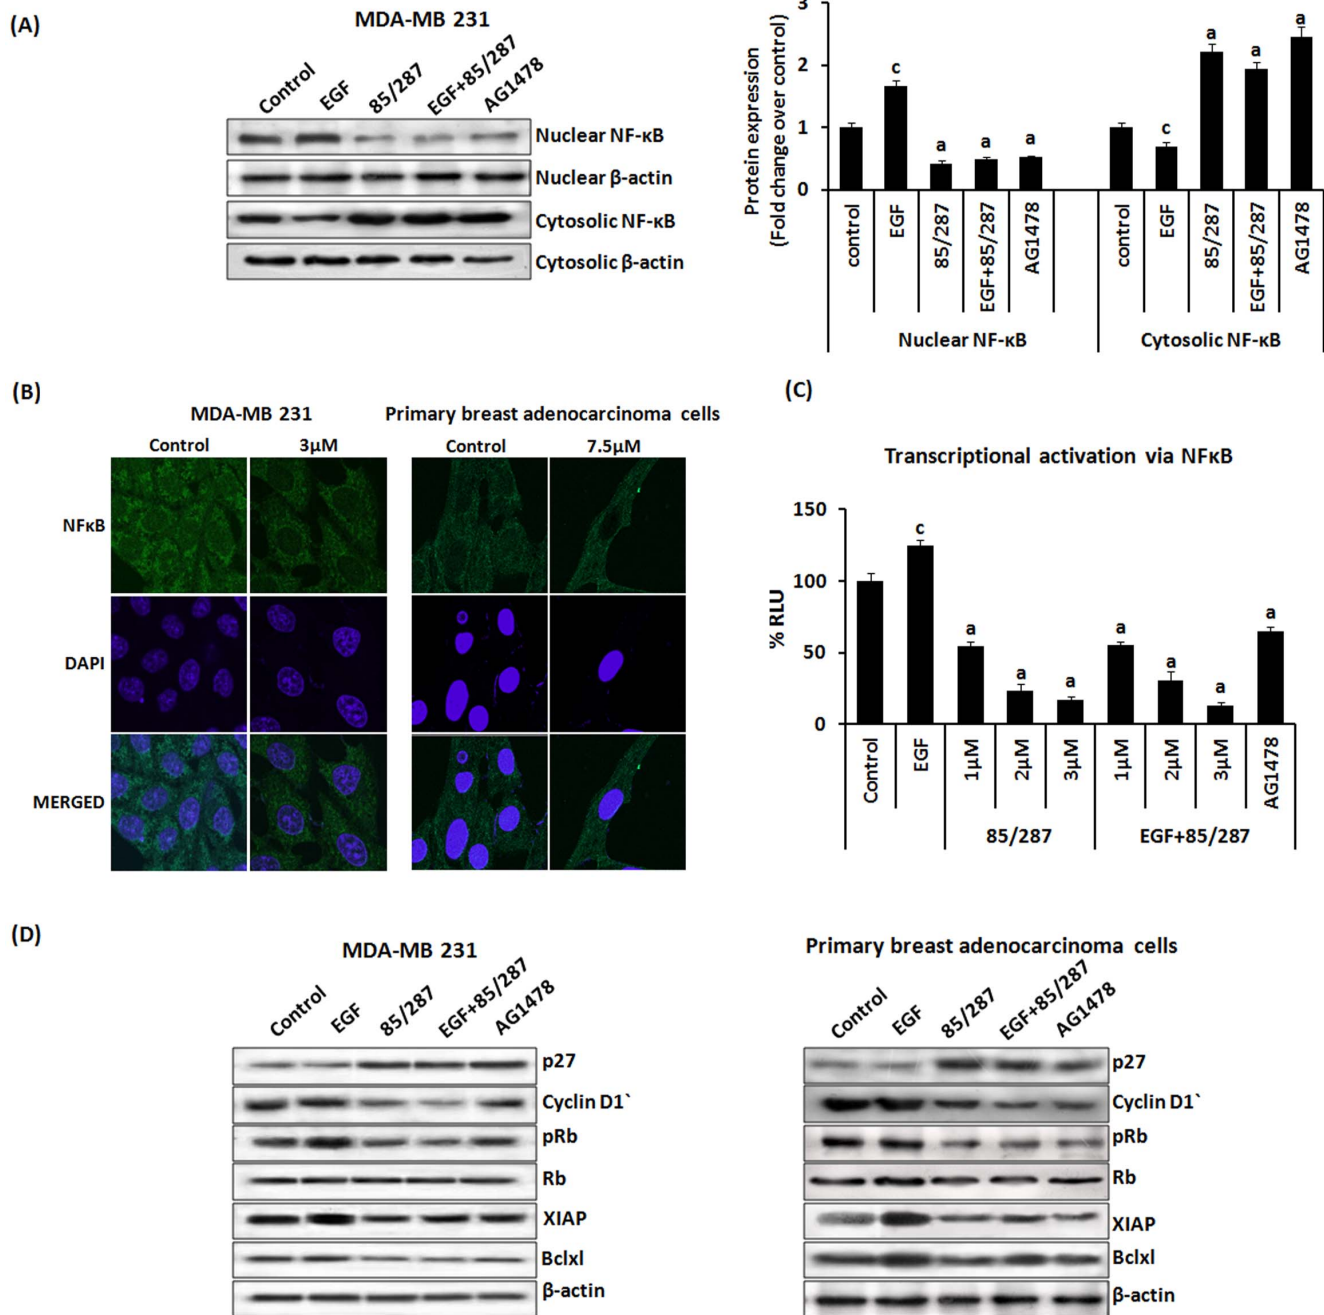 (A)
MDA-MB 231
Control
EGF
85/287
EGF+85/287
AG1478
Nuclear NF-κB
Nuclear β-actin
Cytosolic NF-κB
Cytosolic β-actin
Protein expression
(Fold change over control)
3
2
1
0
c
a
a
a
c
a
a
a
control
EGF
85/287
EGF+85/287
AG1478
control
EGF
85/287
EGF+85/287
AG1478
Nuclear NF-κB
Cytosolic NF-κB
(B)
MDA-MB 231
Primary breast adenocarcinoma cells
Control
3μM
Control
7.5μM
NFκB
DAPI
MERGED
(C)
Transcriptional activation via NFκB
% RLU
150
100
50
0
c
a
a
a
a
a
a
a
Control
EGF
1μM
2μM
3μM
1μM
2μM
3μM
AG1478
85/287
EGF+85/287
(D)
MDA-MB 231
Control
EGF
85/287
EGF+85/287
AG1478
p27
Cyclin D1`
pRb
Rb
XIAP
Bclxl
β-actin
Primary breast adenocarcinoma cells
Control
EGF
85/287
EGF+85/287
AG1478
p27
Cyclin D1`
pRb
Rb
XIAP
Bclxl
β-actin